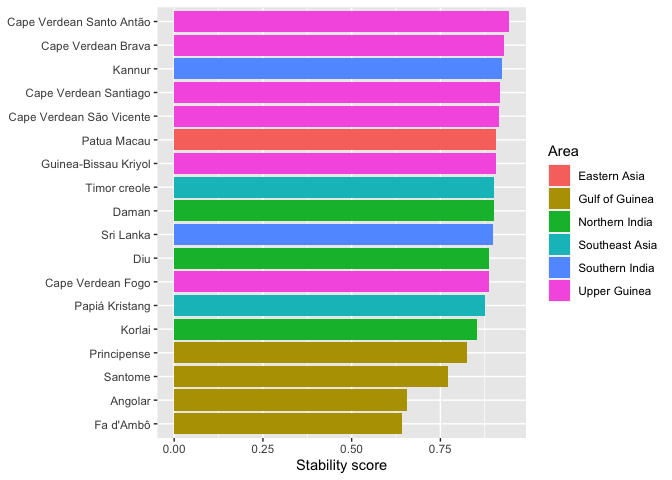 Cape Verdean Santo Antão
Cape Verdean Brava
Kannur
Cape Verdean Santiago
Cape Verdean São Vicente
Patua Macau
Guinea-Bissau Kriyol
Timor creole
Daman
Sri Lanka
Diu
Cape Verdean Fogo
Papiá Kristang
Korlai
Principense
Santome
Angolar
Fa d'Ambô
0.00 0.25 0.50 0.75
Stability score
Area
Eastern Asia
Gulf of Guinea
Northern India
Southeast Asia
Southern India
Upper Guinea